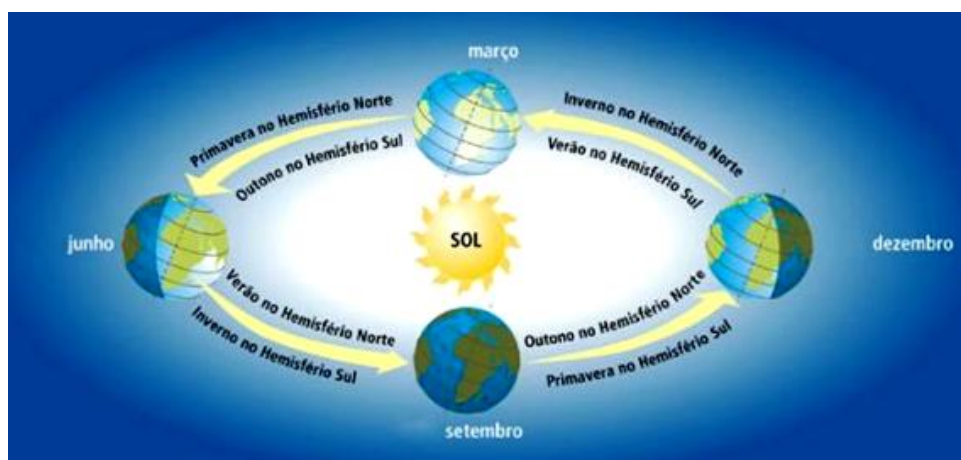 março
Primavera no Hemisfério Norte
Outono no Hemisfério Sul
Inverno no Hemisfério Norte
Verão no Hemisfério Sul
junho
SOL
dezembro
Verão no Hemisfério Norte
Inverno no Hemisfério Sul
Outono no Hemisfério Norte
Primavera no Hemisfério Sul
setembro